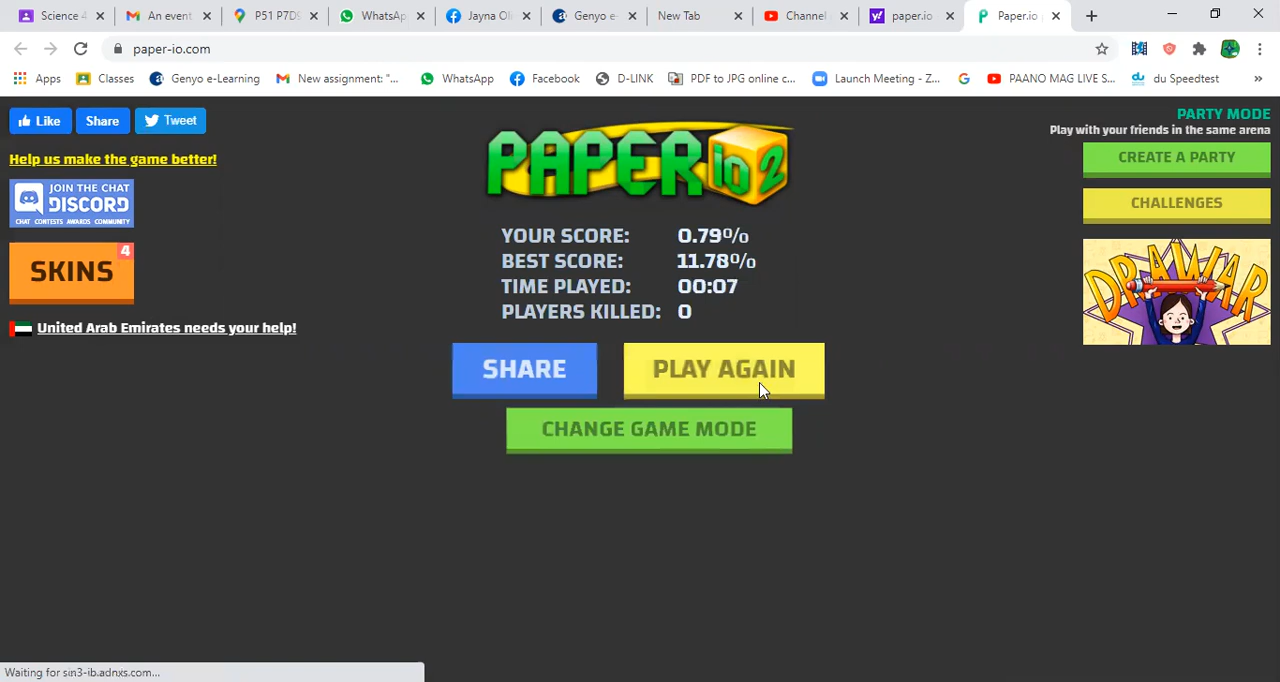 Science 4
An event
P51 P7D5
WhatsAp
Jayna Oli
Genyo e-
New Tab
Channel
paper.io
Paper.io
paper-io.com
Apps
Classes
Genyo e-Learning
New assignment: "...
WhatsApp
Facebook
D-LINK
PDF to JPG online c...
Launch Meeting - Z...
PAANO MAG LIVE S...
du Speedtest
»
Like
Share
Tweet
Help us make the game better!
JOIN THE CHAT
DISCORD
CHAT CONTESTS AWARDS COMMUNITY
SKINS
4
United Arab Emirates needs your help!
PAPER io 2
YOUR SCORE: 0.79%
BEST SCORE: 11.78%
TIME PLAYED: 00:07
PLAYERS KILLED: 0
SHARE
PLAY AGAIN
CHANGE GAME MODE
PARTY MODE
Play with your friends in the same arena
CREATE A PARTY
CHALLENGES
DRAWAR
Waiting for sin3-ib.adnxs.com...